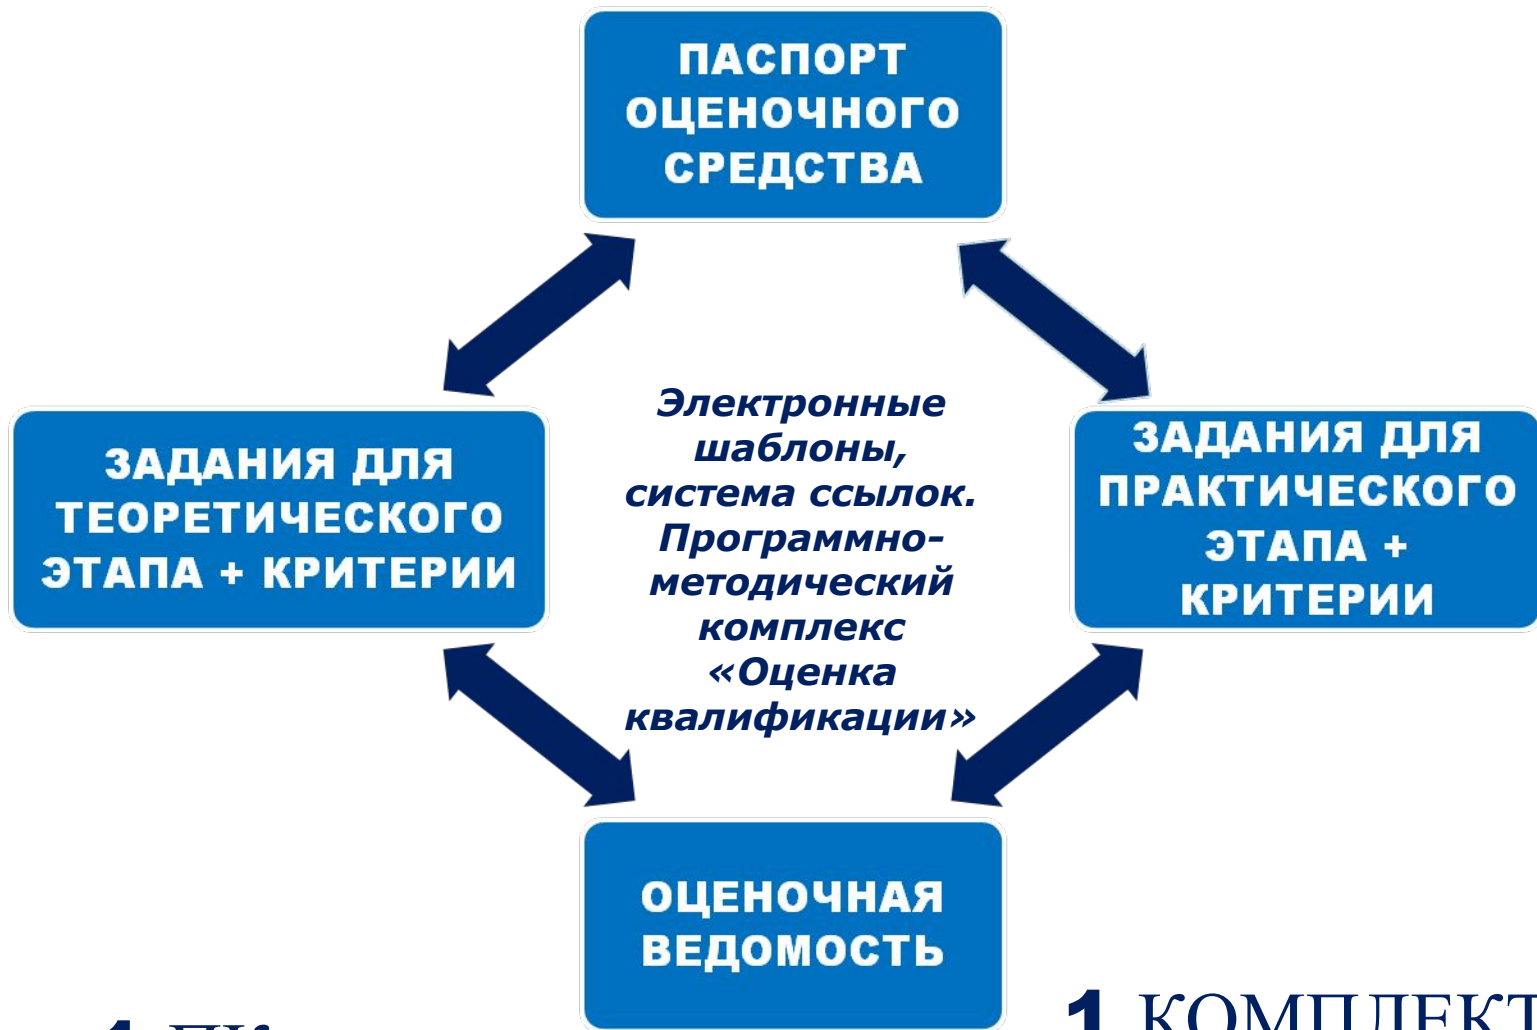 ПАСПОРТ
ОЦЕНОЧНОГО
СРЕДСТВА
ЗАДАНИЯ ДЛЯ
ТЕОРЕТИЧЕСКОГО
ЭТАПА + КРИТЕРИИ
Электронные
шаблоны,
система ссылок.
Программно-
методический
комплекс
«Оценка
квалификации»
ЗАДАНИЯ ДЛЯ
ПРАКТИЧЕСКОГО
ЭТАПА +
КРИТЕРИИ
ОЦЕНОЧНАЯ
ВЕДОМОСТЬ
1 КОМПЛЕКТ